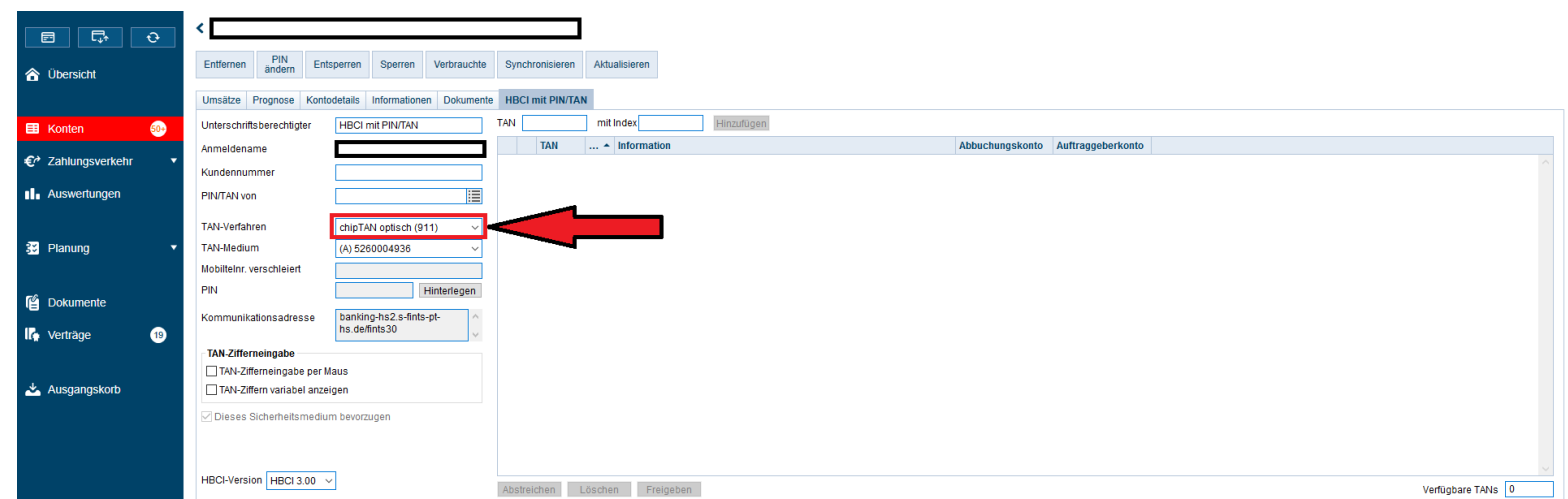 Übersicht
Konten 50+
Zahlungsverkehr
Auswertungen
Planung
Dokumente
Verträge 19
Ausgangskorb
Entfernen PIN ändern Entsperren Sperren Verbrauchte Synchronisieren Aktualisieren
Umsätze Prognose Kontodetails Informationen Dokumente HBCI mit PIN/TAN
Unterschriftsberechtigter HBCI mit PIN/TAN
Anmeldename
Kundennummer
PIN/TAN von
TAN-Verfahren chipTAN optisch (911)
TAN-Medium (A) 5260004936
Mobiltelnr. verschleiert
PIN Hinterlegen
Kommunikationsadresse banking-hs2.s-fints-pt-
hs.de/fints30
TAN-Zifferneingabe
TAN-Zifferneingabe per Maus
TAN-Ziffern variabel anzeigen
Dieses Sicherheitsmedium bevorzugen
HBCI-Version HBCI 3.00
TAN mit Index Hinzufügen
TAN ... Information Abbuchungskonto Auftraggeberkonto
Abstreichen Löschen Freigeben Verfügbare TANs 0